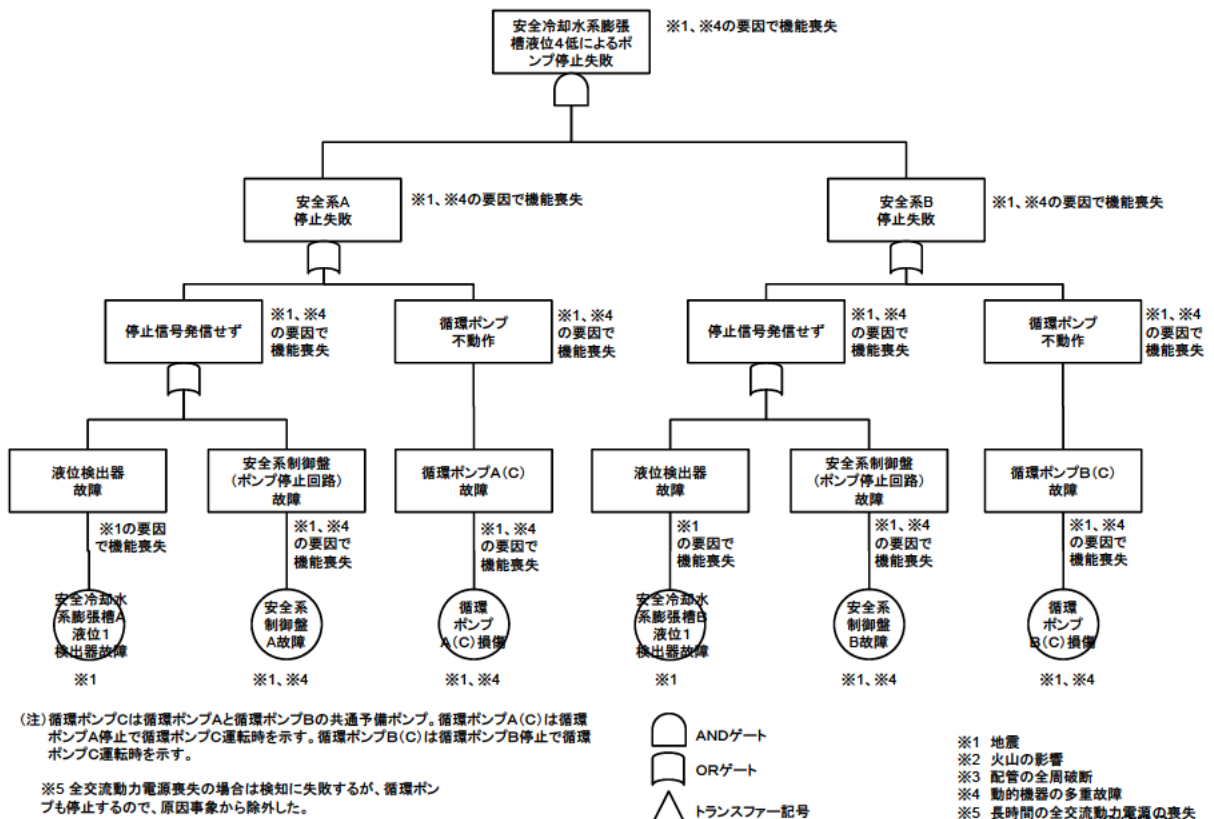 安全冷却水系膨張
槽液位4低によるポ
ンプ停止失敗
※1、※4の要因で機能喪失
安全系A
停止失敗
※1、※4の要因で機能喪失
安全系B
停止失敗
※1、※4の要因で機能喪失
停止信号発信せず
※1、※4
の要因で
機能喪失
循環ポンプ
不動作
※1、※4
の要因で
機能喪失
停止信号発信せず
※1、※4
の要因で
機能喪失
循環ポンプ
不動作
※1、※4
の要因で
機能喪失
液位検出器
故障
安全系制御盤
(ポンプ停止回路)
故障
循環ポンプA(C)
故障
液位検出器
故障
安全系制御盤
(ポンプ停止回路)
故障
循環ポンプB(C)
故障
※1の要因
で機能喪失
※1、※4
の要因で
機能喪失
※1、※4
の要因で
機能喪失
※1
の要因で
機能喪失
※1、※4
の要因で
機能喪失
※1、※4
の要因で
機能喪失
安全冷却水
系膨張槽A
液位1
検出器故障
安全系
制御盤
A故障
循環
ポンプ
A(C)損傷
安全冷却水
系膨張槽B
液位1
検出器故障
安全系
制御盤
B故障
循環
ポンプ
B(C)損傷
※1
※1、※4
※1、※4
※1
※1、※4
※1、※4
(注)循環ポンプCは循環ポンプAと循環ポンプBの共通予備ポンプ。循環ポンプA(C)は循環
ポンプA停止で循環ポンプC運転時を示す。循環ポンプB(C)は循環ポンプB停止で循環
ポンプC運転時を示す。
※5 全交流動力電源喪失の場合は検知に失敗するが、循環ポン
プも停止するので、原因事象から除外した。
ANDゲート
ORゲート
トランスファー記号
※1 地震
※2 火山の影響
※3 配管の全周破断
※4 動的機器の多重故障
※5 長時間の全交流動力電源の喪失